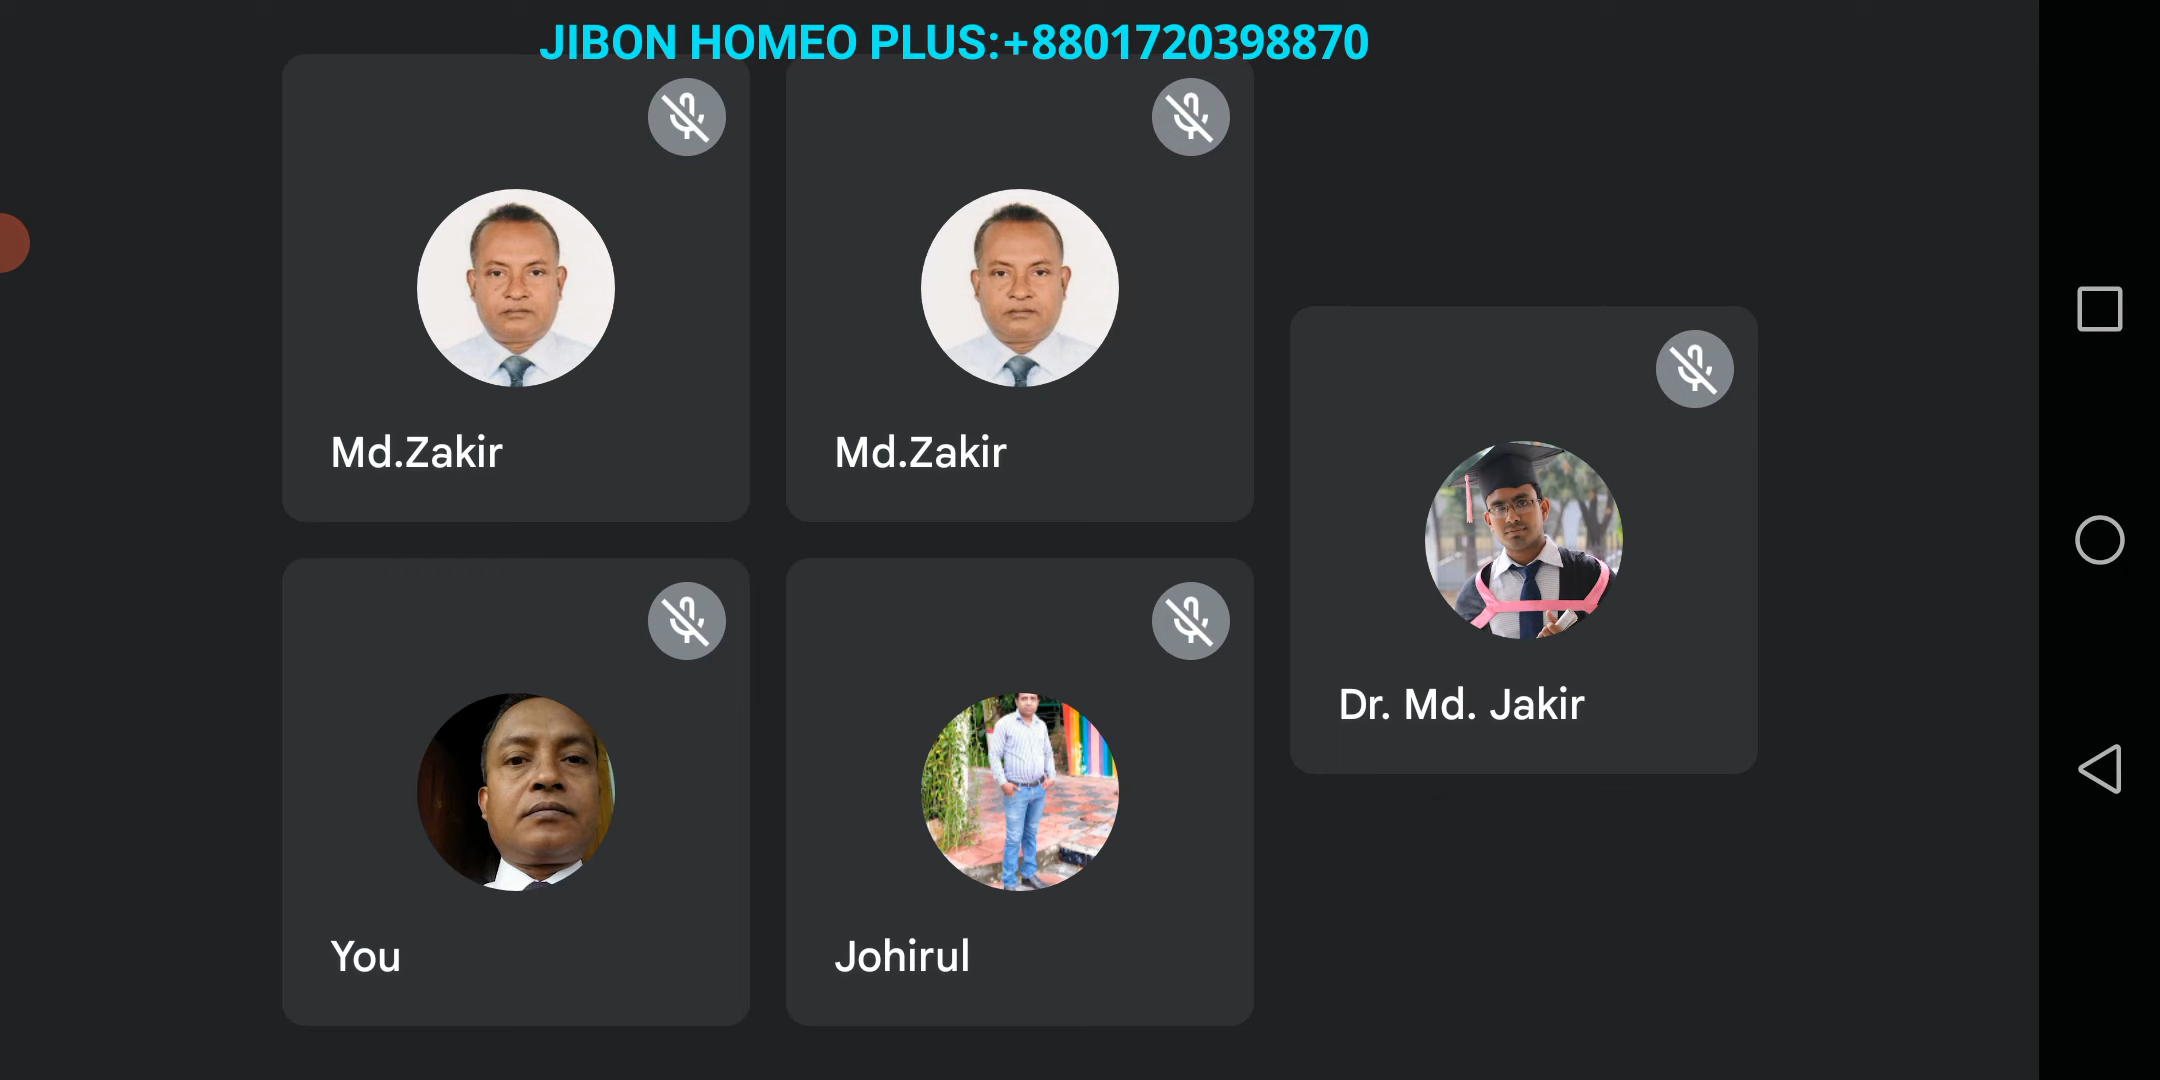 JIBON HOMEO PLUS:+8801720398870
Md.Zakir
Md.Zakir
Dr. Md. Jakir
You
Johirul